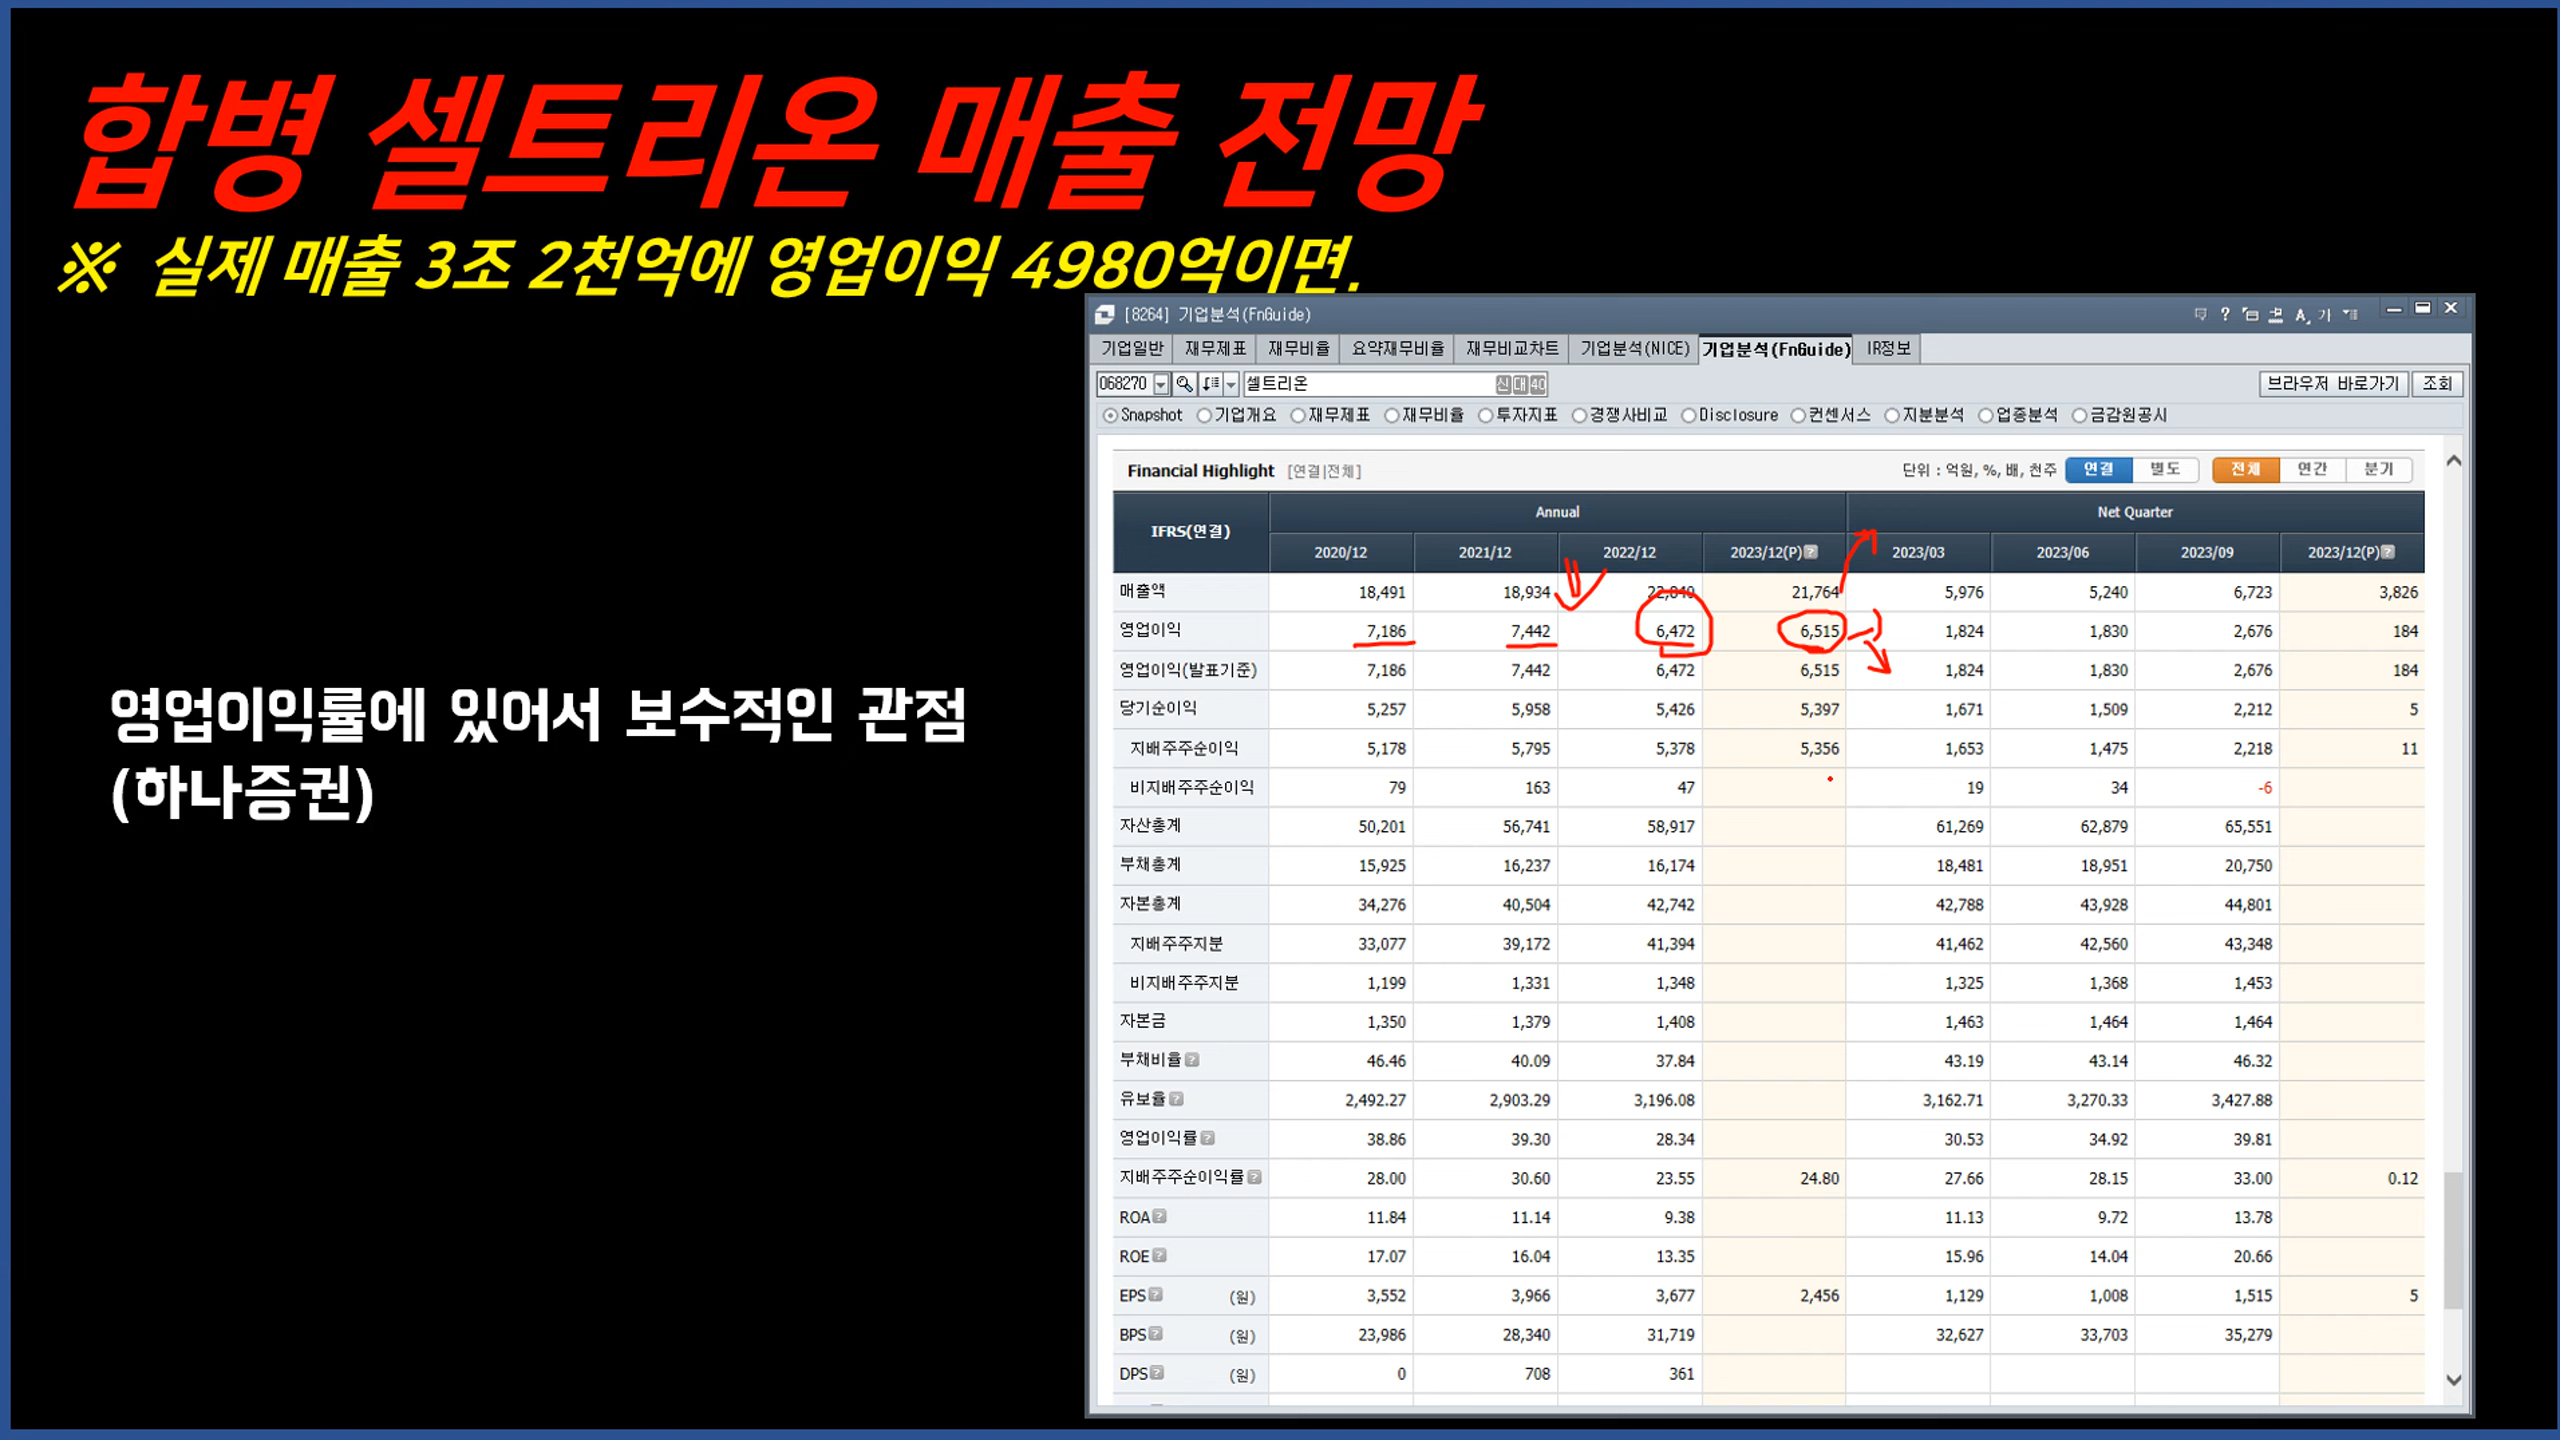 합병 셀트리온 매출 전망
※ 실제 매출 3조 2천억에 영업이익 4980억이면.
영업이익률에 있어서 보수적인 관점
(하나증권)
[8264] 기업분석(FnGuide)
기업일반 재무제표 재무비율 요약재무비율 재무비교차트 기업분석(NICE) 기업분석(FnGuide) IR정보
068270 셀트리온 신 대 40 브라우저 바로가기 조회
Snapshot 기업개요 재무제표 재무비율 투자지표 경쟁사비교 Disclosure 컨센서스 지분분석 업종분석 금감원공시
Financial Highlight [연결|전체] 단위 : 억원, %, 배, 천주 연결 별도 전체 연간 분기
IFRS(연결) Annual Net Quarter
2020/12 2021/12 2022/12 2023/12(P) 2023/03 2023/06 2023/09 2023/12(P)
매출액 18,491 18,934 22,840 21,764 5,976 5,240 6,723 3,826
영업이익 7,186 7,442 6,472 6,515 1,824 1,830 2,676 184
영업이익(발표기준) 7,186 7,442 6,472 6,515 1,824 1,830 2,676 184
당기순이익 5,257 5,958 5,426 5,397 1,671 1,509 2,212 5
지배주주순이익 5,178 5,795 5,378 5,356 1,653 1,475 2,218 11
비지배주주순이익 79 163 47 19 34 -6
자산총계 50,201 56,741 58,917 61,269 62,879 65,551
부채총계 15,925 16,237 16,174 18,481 18,951 20,750
자본총계 34,276 40,504 42,742 42,788 43,928 44,801
지배주주지분 33,077 39,172 41,394 41,462 42,560 43,348
비지배주주지분 1,199 1,331 1,348 1,325 1,368 1,453
자본금 1,350 1,379 1,408 1,463 1,464 1,464
부채비율 46.46 40.09 37.84 43.19 43.14 46.32
유보율 2,492.27 2,903.29 3,196.08 3,162.71 3,270.33 3,427.88
영업이익률 38.86 39.30 28.34 30.53 34.92 39.81
지배주주순이익률 28.00 30.60 23.55 24.80 27.66 28.15 33.00 0.12
ROA 11.84 11.14 9.38 11.13 9.72 13.78
ROE 17.07 16.04 13.35 15.96 14.04 20.66
EPS (원) 3,552 3,966 3,677 2,456 1,129 1,008 1,515 5
BPS (원) 23,986 28,340 31,719 32,627 33,703 35,279
DPS (원) 0 708 361